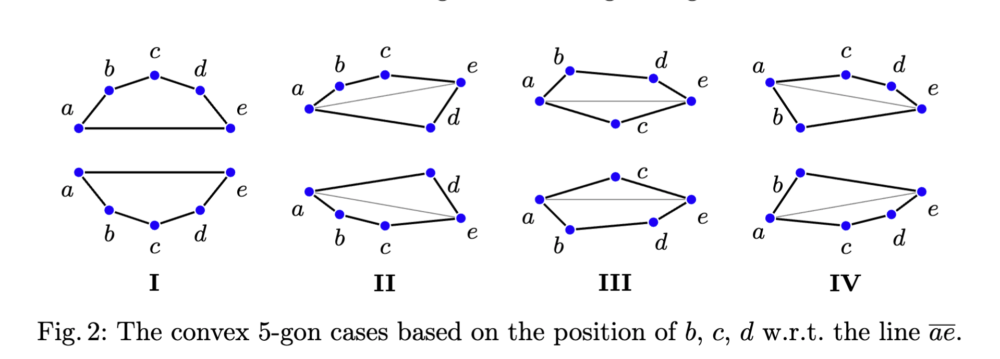 c c
b d b c e b d a d
a e a d a e b e
c
a e a d a c e b e
b d b c e b d a c d
c
I II III IV
Fig. 2: The convex 5-gon cases based on the position of b, c, d w.r.t. the line ae.